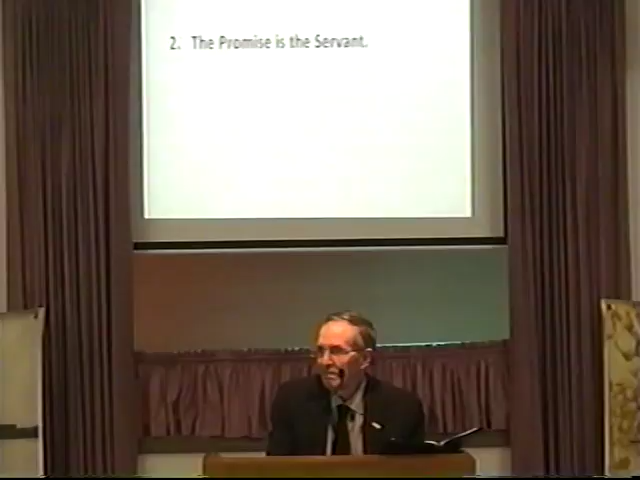 2. The Promise is the Servant.